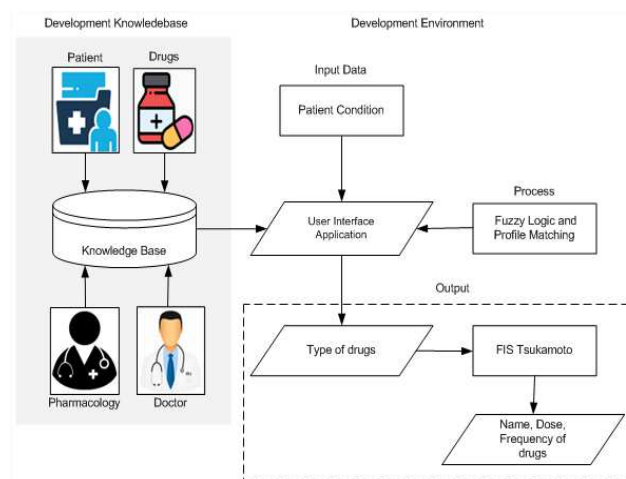 Development Knowledebase
Development Environment
Patient
Drugs
Input Data
Patient Condition
Process
User Interface
Application
Fuzzy Logic and
Profile Matching
Knowledge Base
Output
Type of drugs
FIS Tsukamoto
Pharmacology
Doctor
Name, Dose,
Frequency of
drugs